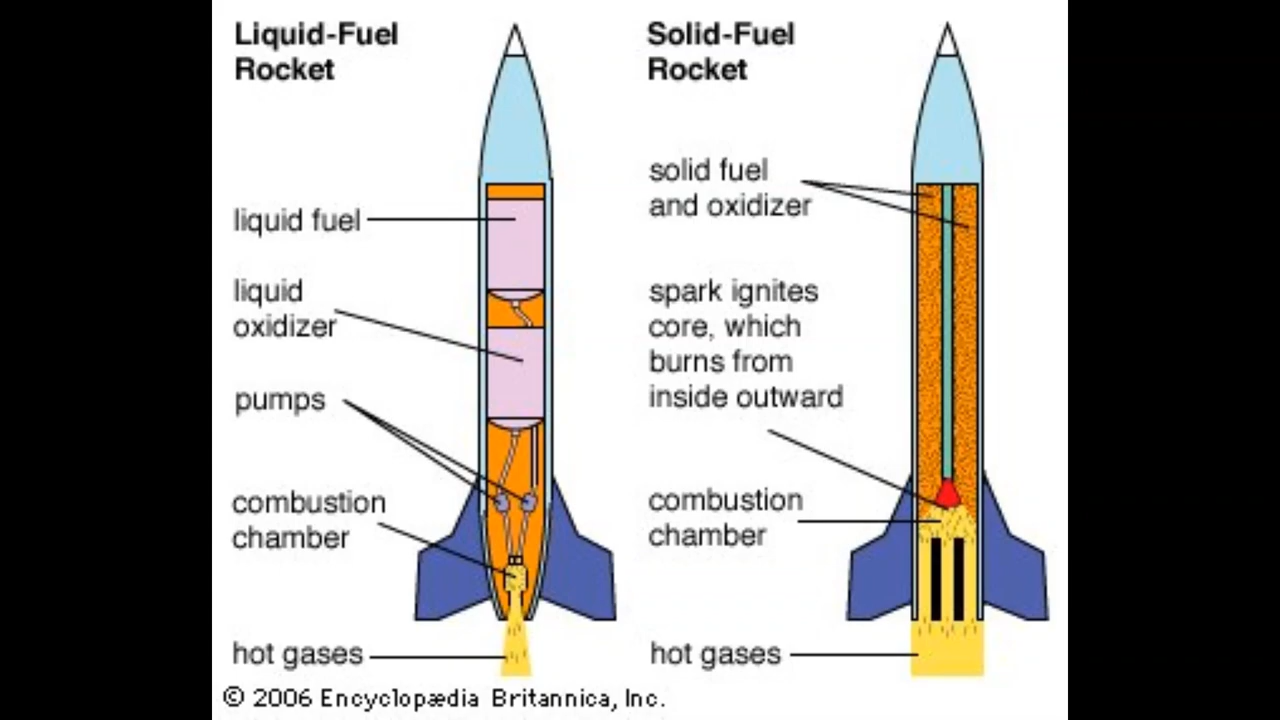 Liquid-Fuel
Rocket
liquid fuel
liquid
oxidizer
pumps
combustion
chamber
hot gases
Solid-Fuel
Rocket
solid fuel
and oxidizer
spark ignites
core, which
burns from
inside outward
combustion
chamber
hot gases
© 2006 Encyclopædia Britannica, Inc.